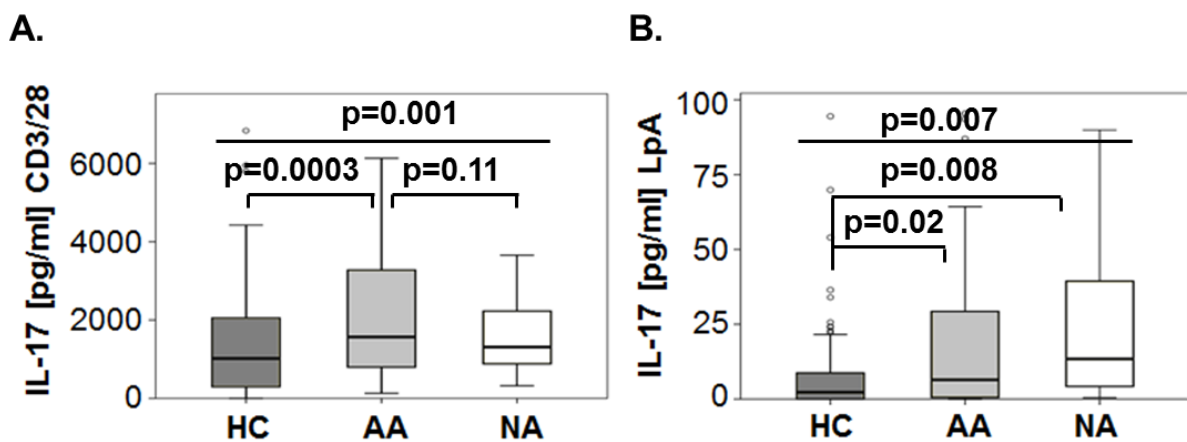 A.
IL-17 [pg/ml] CD3/28
6000
4000
2000
0
p=0.001
p=0.0003
p=0.11
HC AA NA
B.
IL-17 [pg/ml] LpA
100
75
50
25
0
p=0.007
p=0.008
p=0.02
HC AA NA